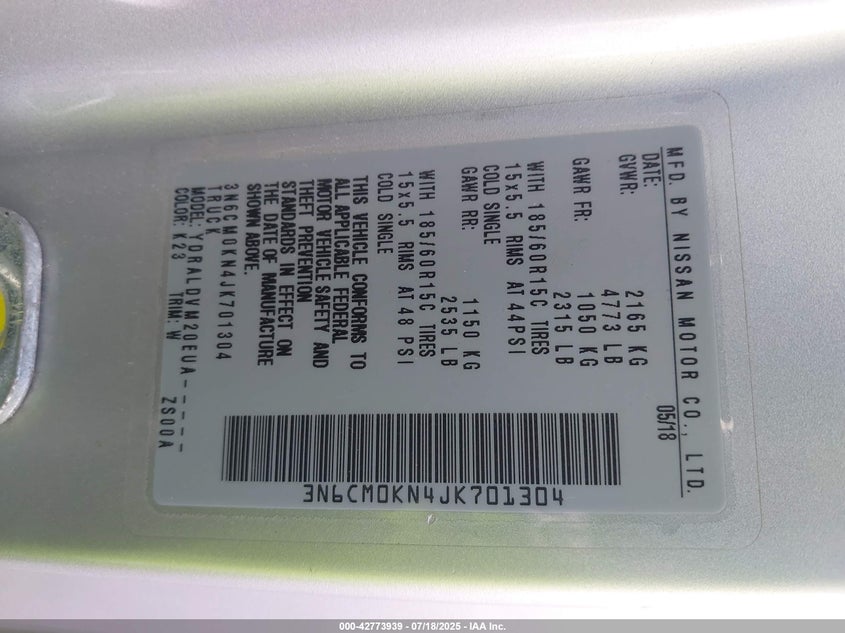 MFD. BY NISSAN MOTOR CO., LTD.
DATE: 05/18
GVWR: 2165 KG
4773 LB
GAWR FR: 1050 KG
2315 LB
WITH 185/60R15C TIRES
15x5.5 RIMS AT 44PSI
COLD SINGLE
GAWR RR: 1150 KG
2535 LB
WITH 185/60R15C TIRES
15x5.5 RIMS AT 48 PSI
COLD SINGLE
THIS VEHICLE CONFORMS TO
ALL APPLICABLE FEDERAL
MOTOR VEHICLE SAFETY AND
THEFT PREVENTION
STANDARDS IN EFFECT ON
THE DATE OF MANUFACTURE
SHOWN ABOVE.
3N6CM0KN4JK701304
TRUCK
MODEL: YDRALDVM20EUA-----
COLOR: K23 TRIM: W ZS00A
3N6CM0KN4JK701304
000-42773939 - 07/18/2025 - IAA Inc.